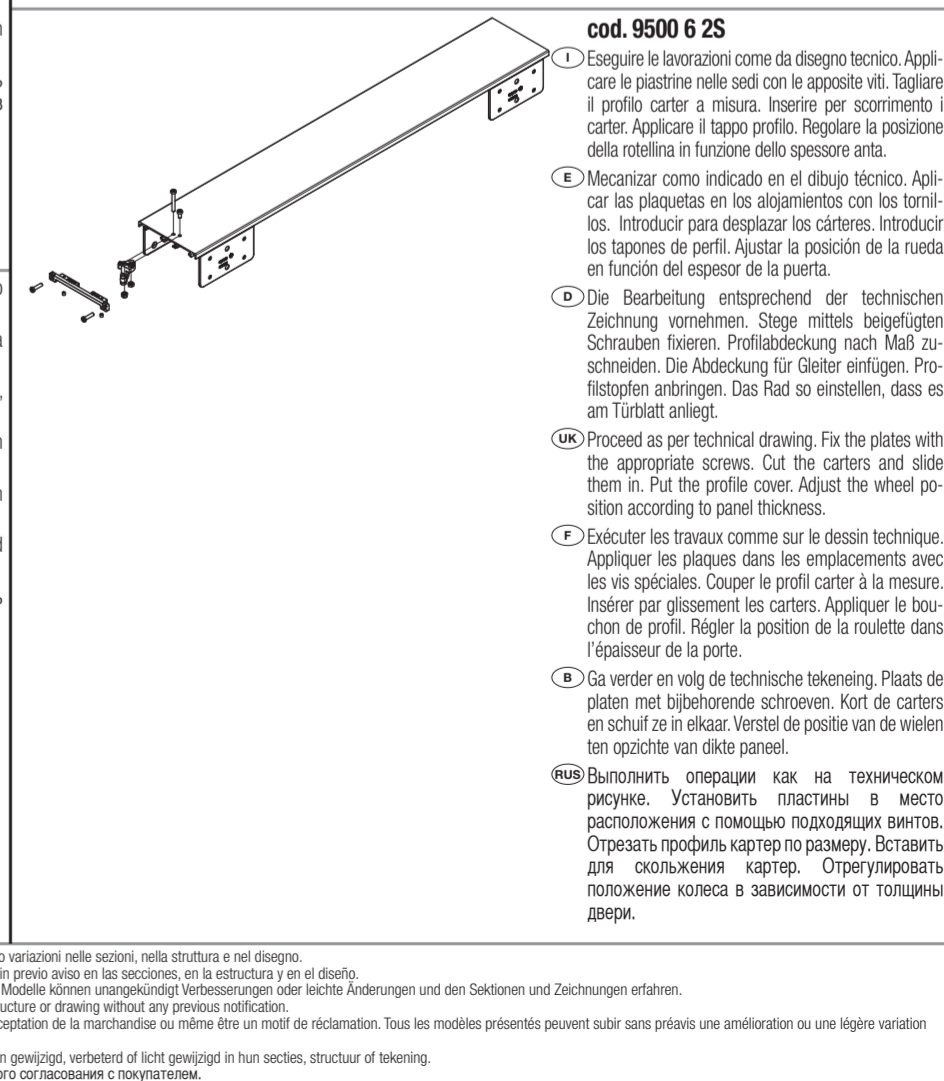 cod. 9500 6 2S
I Eseguire le lavorazioni come da disegno tecnico. Appli-
care le piastrine nelle sedi con le apposite viti. Tagliare
il profilo carter a misura. Inserire per scorrimento i
carter. Applicare il tappo profilo. Regolare la posizione
della rotellina in funzione dello spessore anta.
E Mecanizar como indicado en el dibujo técnico. Apli-
car las plaquetas en los alojamientos con los tornil-
los. Introducir para desplazar los cárteres. Introducir
los tapones de perfil. Ajustar la posición de la rueda
en función del espesor de la puerta.
D Die Bearbeitung entsprechend der technischen
Zeichnung vornehmen. Stege mittels beigefügten
Schrauben fixieren. Profilabdeckung nach Maß zu-
schneiden. Die Abdeckung für Gleiter einfügen. Pro-
filstopfen anbringen. Das Rad so einstellen, dass es
am Türblatt anliegt.
UK Proceed as per technical drawing. Fix the plates with
the appropriate screws. Cut the carters and slide
them in. Put the profile cover. Adjust the wheel po-
sition according to panel thickness.
F Exécuter les travaux comme sur le dessin technique.
Appliquer les plaques dans les emplacements avec
les vis spéciales. Couper le profil carter à la mesure.
Insérer par glissement les carters. Appliquer le bou-
chon de profil. Régler la position de la roulette dans
l'épaisseur de la porte.
B Ga verder en volg de technische tekeneing. Plaats de
platen met bijbehorende schroeven. Kort de carters
en schuif ze in elkaar. Verstel de positie van de wielen
ten opzichte van dikte paneel.
RUS Выполнить операции как на техническом
рисунке. Установить пластины в место
расположения с помощью подходящих винтов.
Отрезать профиль картер по размеру. Вставить
для скольжения картер. Отрегулировать
положение колеса в зависимости от толщины
двери.
o variazioni nelle sezioni, nella struttura e nel disegno.
in previo aviso en las secciones, en la estructura y en el diseño.
Modelle können unangekündigt Verbesserungen oder leichte Änderungen und den Sektionen und Zeichnungen erfahren.
ucture or drawing without any previous notification.
ceptation de la marchandise ou même être un motif de réclamation. Tous les modèles présentés peuvent subir sans préavis une amélioration ou une légère variation
n gewijzigd, verbeterd of licht gewijzigd in hun secties, structuur of tekening.
ого согласования с покупателем.